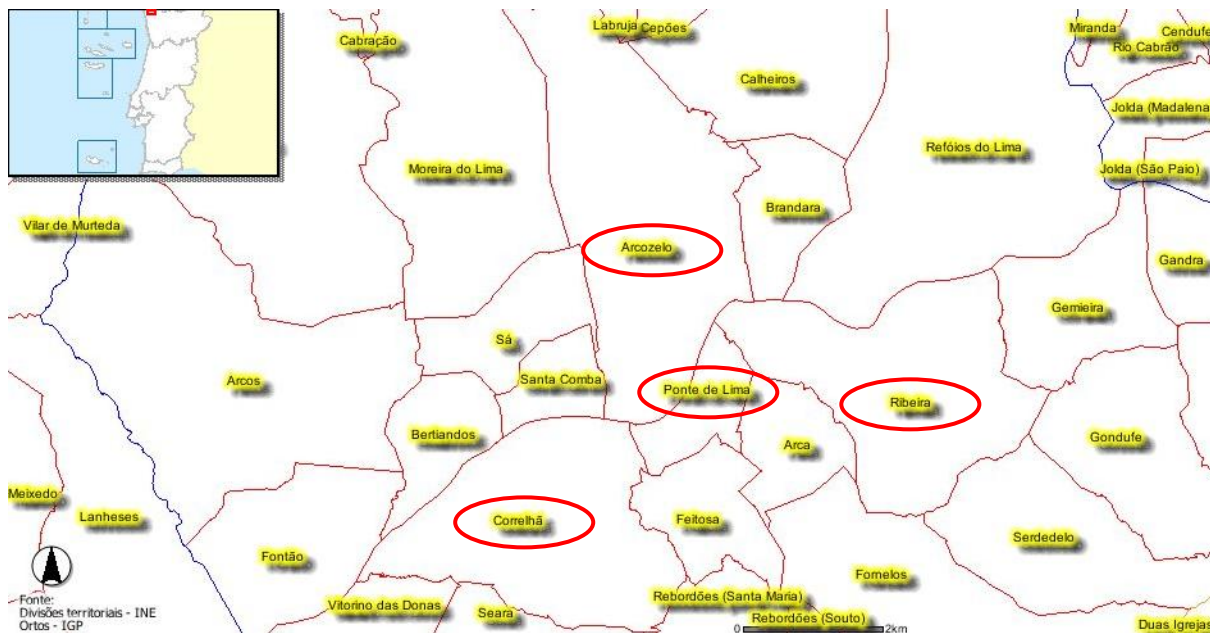 Labruja
Cepões
Miranda
Cendufe
Cabração
Rio Cabrão
Calheiros
Jolda (Madalena
Refóios do Lima
Moreira do Lima
Jolda (São Paio)
Brandara
Vilar de Murteda
Arcozelo
Gandra
Gemieira
Sá
Arcos
Santa Comba
Ponte de Lima
Ribeira
Bertiandos
Arca
Gondufe
Meixedo
Lanheses
Correlhã
Feitosa
Serdedelo
Fontão
Fornelos
Rebordões (Santa Maria)
Vitorino das Donas
Seara
Rebordões (Souto)
Duas Igrejas
0
2km
Fonte:
Divisões territoriais - INE
Ortos - IGP